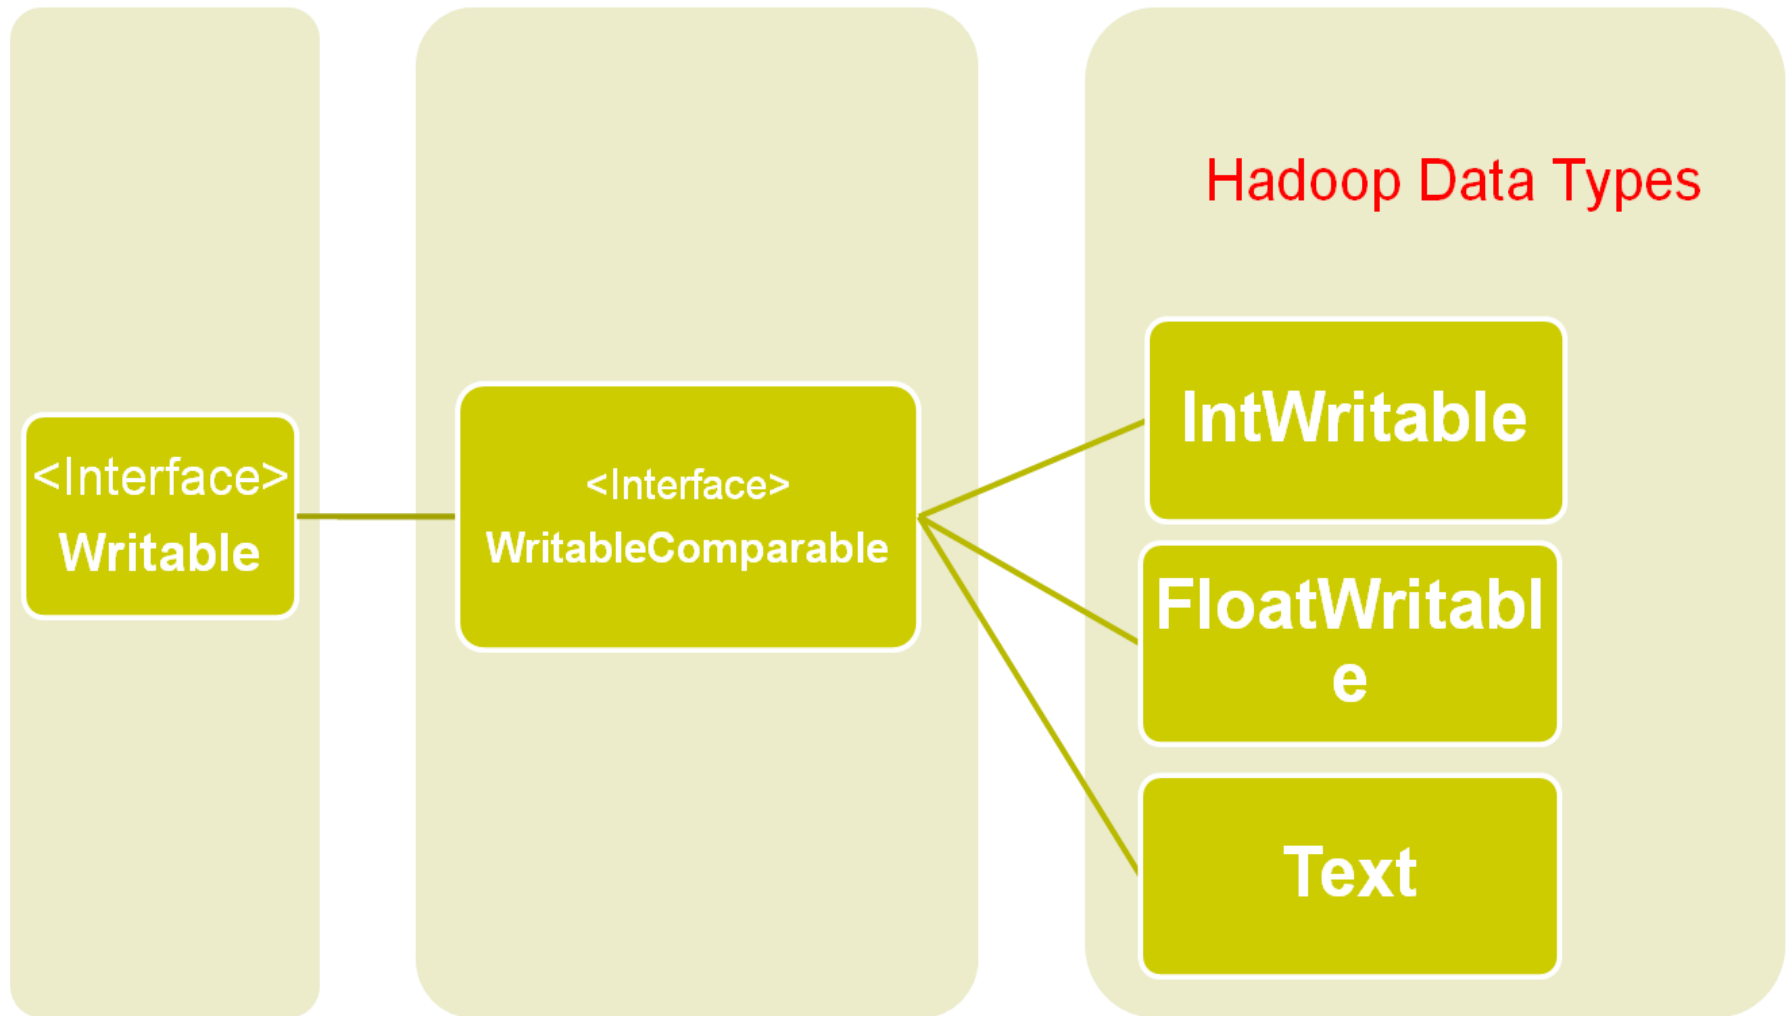 Hadoop Data Types
<Interface>
Writable
<Interface>
WritableComparable
IntWritable
FloatWritabl
e
Text